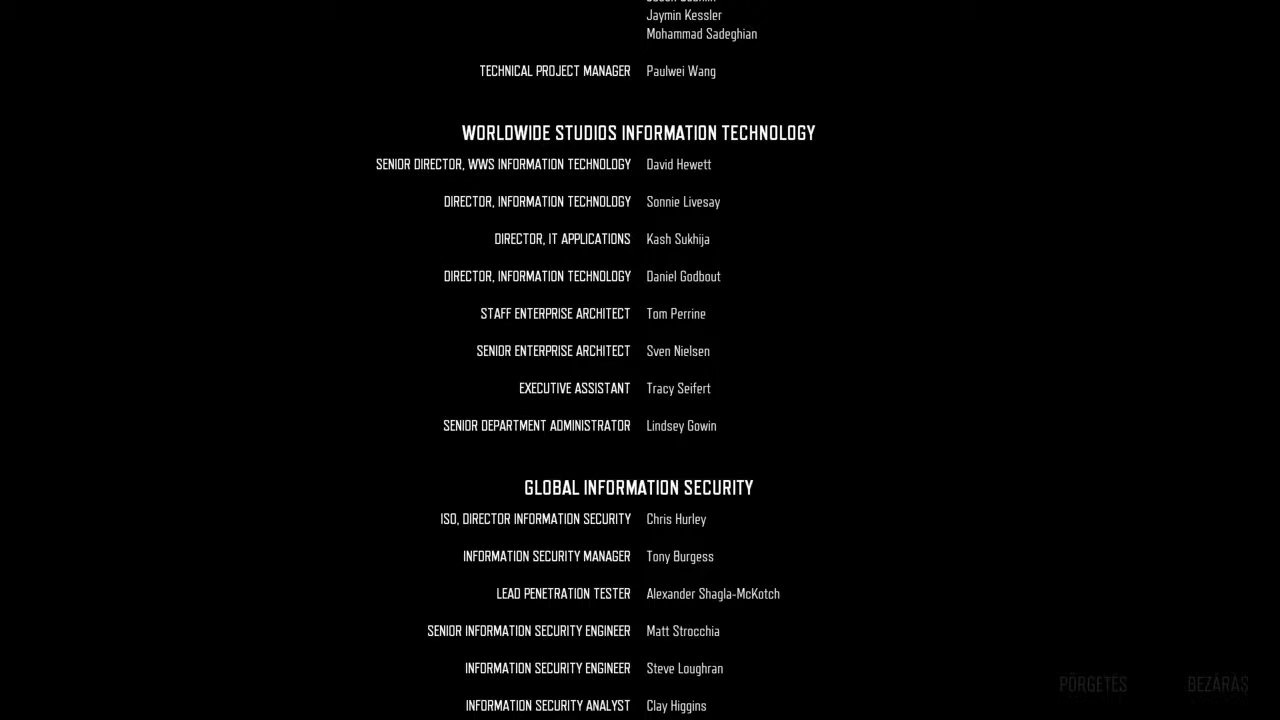 Jaymin Kessler
Mohammad Sadeghian
TECHNICAL PROJECT MANAGER Paulwei Wang
WORLDWIDE STUDIOS INFORMATION TECHNOLOGY
SENIOR DIRECTOR, WWS INFORMATION TECHNOLOGY David Hewett
DIRECTOR, INFORMATION TECHNOLOGY Sonnie Livesay
DIRECTOR, IT APPLICATIONS Kash Sukhija
DIRECTOR, INFORMATION TECHNOLOGY Daniel Godbout
STAFF ENTERPRISE ARCHITECT Tom Perrine
SENIOR ENTERPRISE ARCHITECT Sven Nielsen
EXECUTIVE ASSISTANT Tracy Seifert
SENIOR DEPARTMENT ADMINISTRATOR Lindsey Gowin
GLOBAL INFORMATION SECURITY
ISO, DIRECTOR INFORMATION SECURITY Chris Hurley
INFORMATION SECURITY MANAGER Tony Burgess
LEAD PENETRATION TESTER Alexander Shagla-McKotch
SENIOR INFORMATION SECURITY ENGINEER Matt Strocchia
INFORMATION SECURITY ENGINEER Steve Loughran
INFORMATION SECURITY ANALYST Clay Higgins
PÖRGETÉS BEZÁRÁS